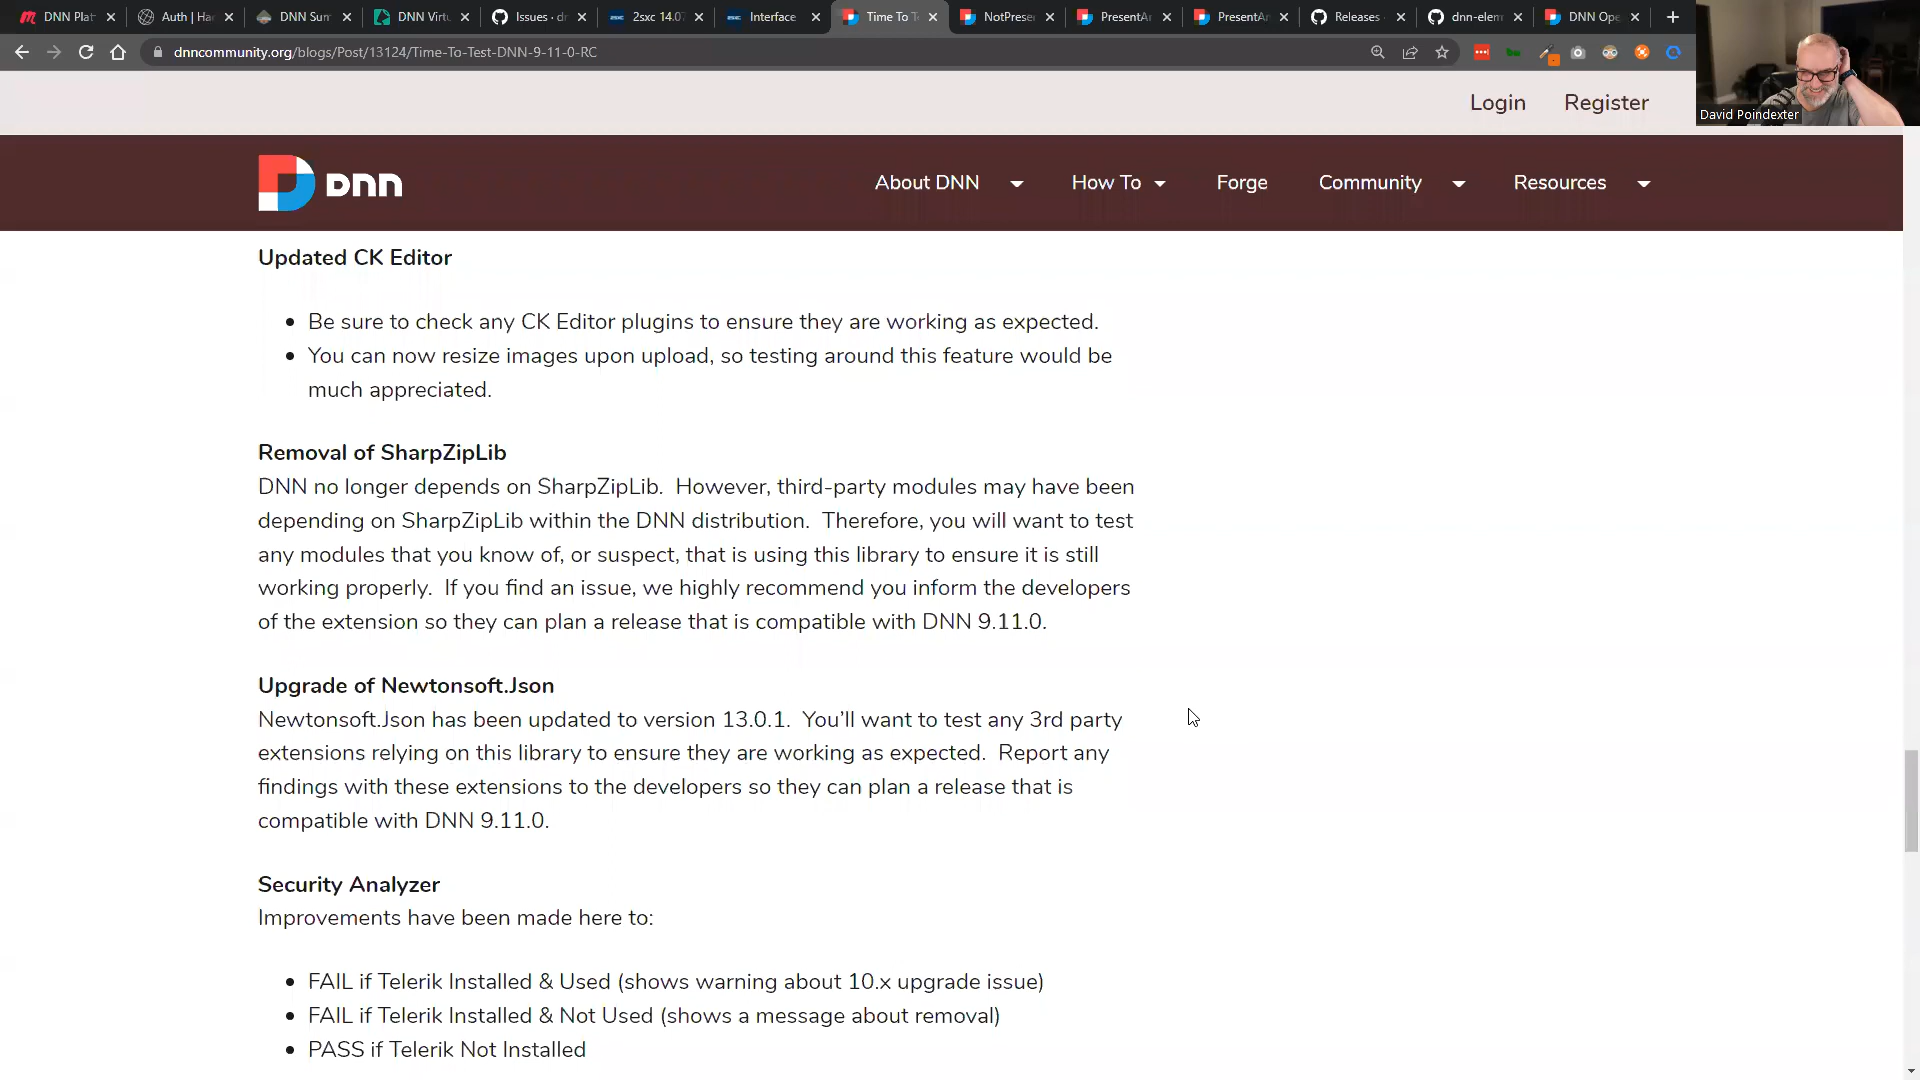 DNN Platf
Auth | Ha
DNN Sum
DNN Virtu
Issues · dn
2sxc 14.07
Interface
Time To T
NotPrese
PresentAr
PresentAr
Releases ·
dnn-elem
DNN Ope
dnncommunity.org/blogs/Post/13124/Time-To-Test-DNN-9-11-0-RC
Login
Register
David Poindexter
DNN
About DNN
How To
Forge
Community
Resources
Updated CK Editor
• Be sure to check any CK Editor plugins to ensure they are working as expected.
• You can now resize images upon upload, so testing around this feature would be
much appreciated.
Removal of SharpZipLib
DNN no longer depends on SharpZipLib. However, third-party modules may have been
depending on SharpZipLib within the DNN distribution. Therefore, you will want to test
any modules that you know of, or suspect, that is using this library to ensure it is still
working properly. If you find an issue, we highly recommend you inform the developers
of the extension so they can plan a release that is compatible with DNN 9.11.0.
Upgrade of Newtonsoft.Json
Newtonsoft.Json has been updated to version 13.0.1. You’ll want to test any 3rd party
extensions relying on this library to ensure they are working as expected. Report any
findings with these extensions to the developers so they can plan a release that is
compatible with DNN 9.11.0.
Security Analyzer
Improvements have been made here to:
• FAIL if Telerik Installed & Used (shows warning about 10.x upgrade issue)
• FAIL if Telerik Installed & Not Used (shows a message about removal)
• PASS if Telerik Not Installed